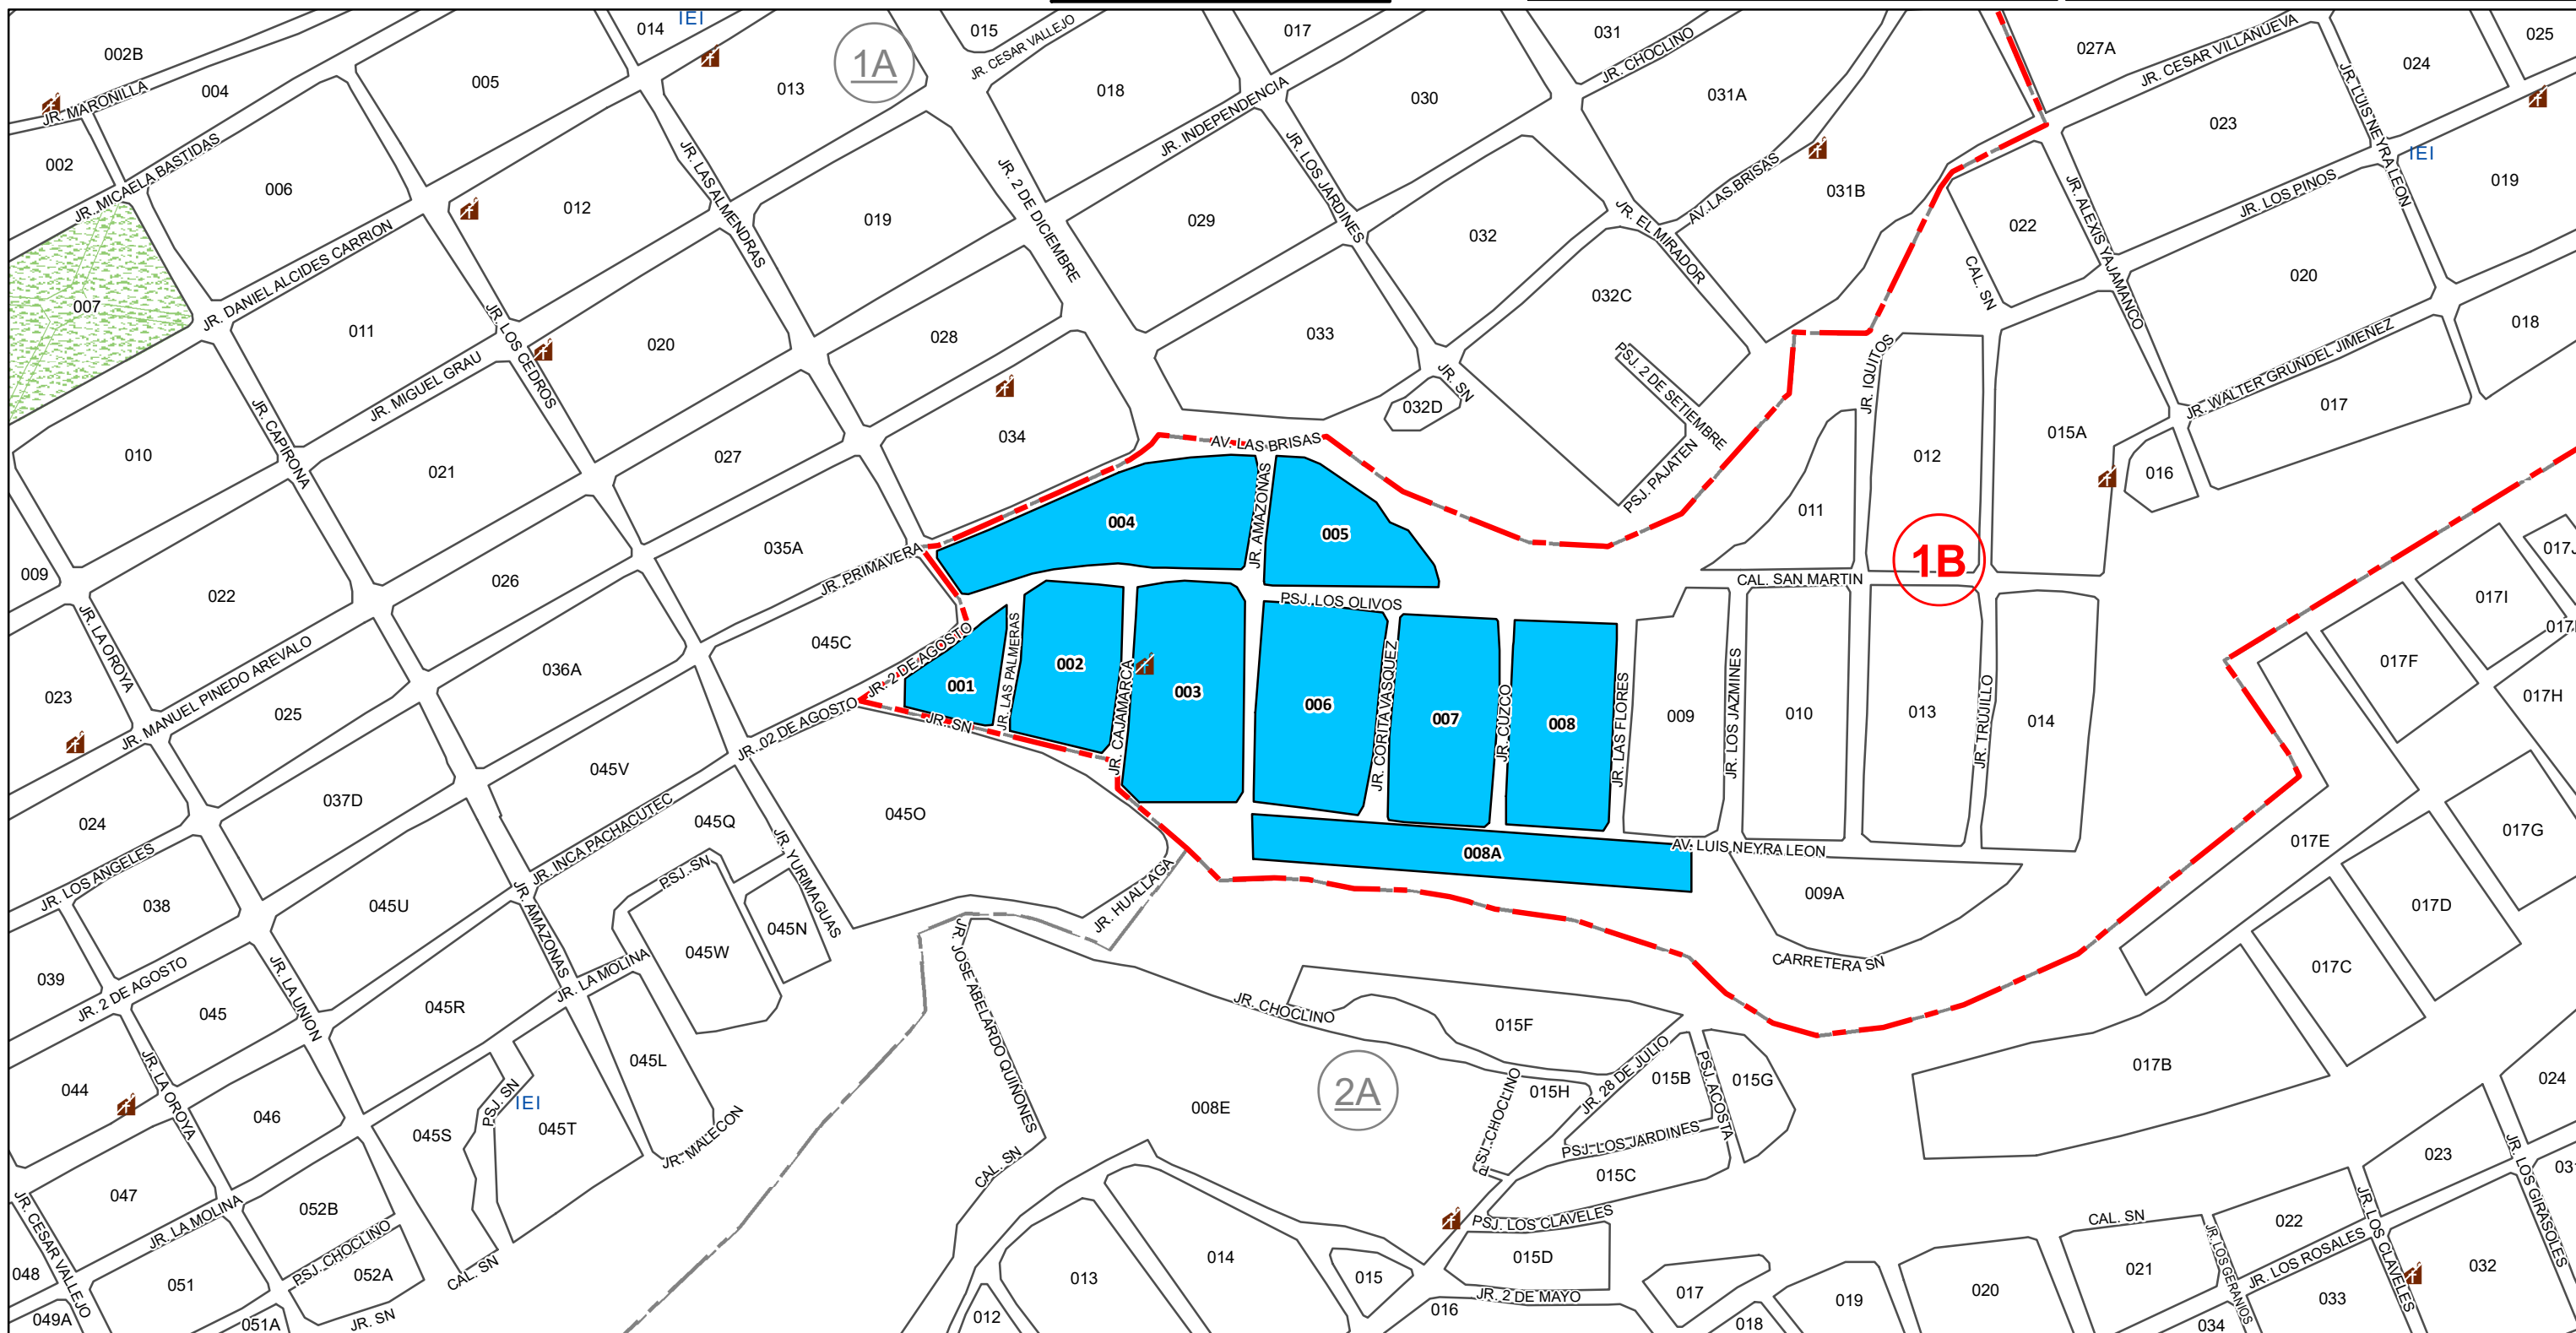 002B
014
IEI
015
JR. CESAR VALLEJO
017
031
JR. CHOCLINO
027A
JR. CESAR VILLANUEVA
024
025
JR. MARONILLA
004
005
013
1A
018
JR. INDEPENDENCIA
030
031A
023
JR. LUIS NEYRA LEON
IEI
002
JR. MICAELA BASTIDAS
006
012
JR. LAS ALMENDRAS
019
JR. 2 DE DICIEMBRE
029
JR. LOS JARDINES
032
JR. EL MIRADOR
AV. LAS BRISAS
031B
022
CAL. SN
JR. ALEXIS YAJAMANCO
JR. LOS PINOS
019
007
JR. DANIEL ALCIDES CARRION
011
JR. LOS CEDROS
020
028
033
032C
020
018
JR. MIGUEL GRAU
JR. SN
032D
PSJ. 2 DE SETIEMBRE
JR. IQUITOS
JR. WALTER GRUNDEL JIMENEZ
017
010
JR. CAPIRONA
021
027
034
AV. LAS BRISAS
PSJ. PAJATEN
011
012
015A
016
009
022
026
035A
JR. PRIMAVERA
004
JR. AMAZONAS
005
1B
CAL. SAN MARTIN
017J
017I
023
JR. LA OROYA
JR. MANUEL PINEDO AREVALO
025
036A
045C
JR. 2 DE AGOSTO
001
JR. LAS PALMERAS
002
JR. CAJAMARCA
003
PSJ. LOS OLIVOS
006
JR. CORITA VASQUEZ
007
JR. CUZCO
008
JR. LAS FLORES
009
JR. LOS JAZMINES
010
013
JR. TRUJILLO
014
017F
017H
JR. 02 DE AGOSTO
JR. SN
024
037D
045V
JR. INCA PACHACUTEC
045Q
JR. YURIMAGUAS
045O
008A
AV. LUIS NEYRA LEON
009A
017E
017G
JR. LOS ANGELES
038
045U
JR. AMAZONAS
PSJ. SN
045W
045N
JR. HUALLAGA
CARRETERA SN
017D
039
JR. 2 DE AGOSTO
045
JR. LA UNION
045R
JR. LA MOLINA
JR. JOSE ABELARDO QUIÑONES
JR. CHOCLINO
015F
017C
044
JR. LA OROYA
046
045S
PSJ. SN
IEI
045T
045L
JR. MALECON
008E
2A
PSJ. CHOCLINO
015H
JR. 28 DE JULIO
015B
PSJ. ACOSTA
015G
017B
024
047
JR. LA MOLINA
052B
PSJ. CHOCLINO
052A
CAL. SN
CAL. SN
PSJ. LOS JARDINES
015C
PSJ. LOS CLAVELES
015D
JR. 2 DE MAYO
CAL. SN
021
022
JR. LOS GERANIOS
JR. LOS ROSALES
JR. LOS CLAVELES
023
JR. LOS GIRASOLES
032
048
JR. CESAR VALLEJO
051
049A
051A
JR. SN
012
013
014
015
016
017
018
019
020
034
033